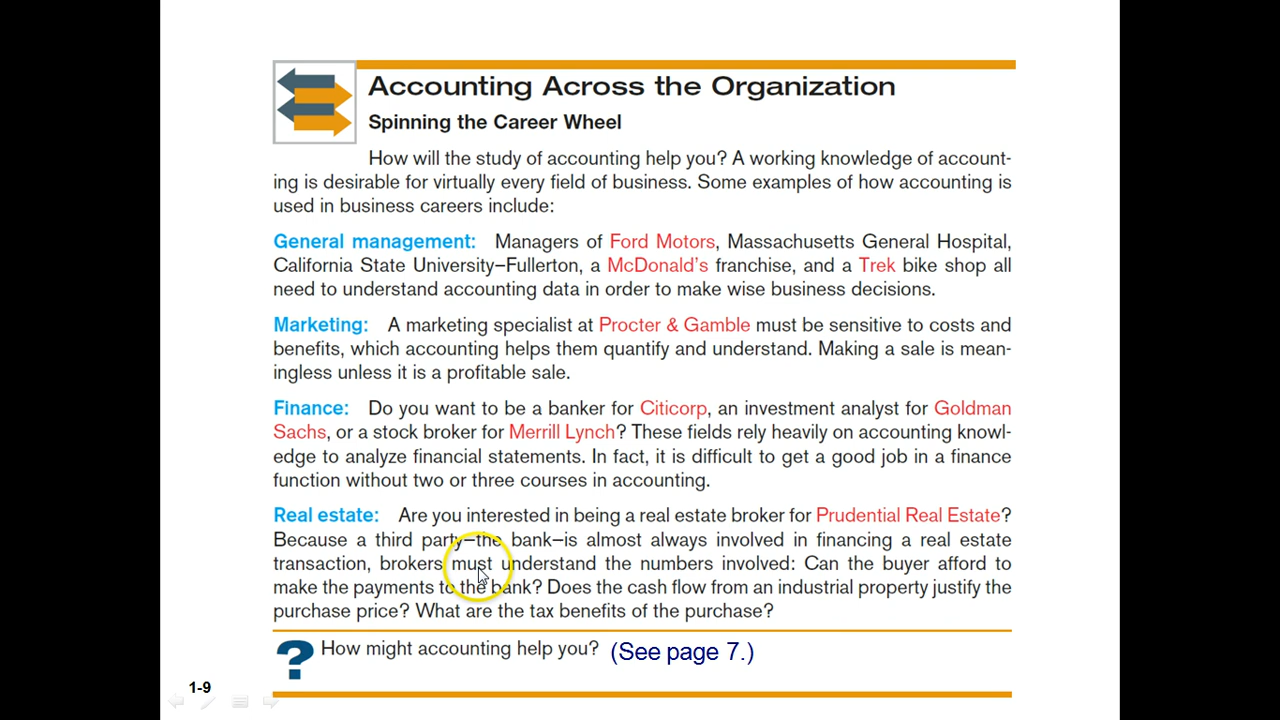 Accounting Across the Organization
Spinning the Career Wheel
How will the study of accounting help you? A working knowledge of account-
ing is desirable for virtually every field of business. Some examples of how accounting is
used in business careers include:
General management: Managers of Ford Motors, Massachusetts General Hospital,
California State University–Fullerton, a McDonald's franchise, and a Trek bike shop all
need to understand accounting data in order to make wise business decisions.
Marketing: A marketing specialist at Procter & Gamble must be sensitive to costs and
benefits, which accounting helps them quantify and understand. Making a sale is mean-
ingless unless it is a profitable sale.
Finance: Do you want to be a banker for Citicorp, an investment analyst for Goldman
Sachs, or a stock broker for Merrill Lynch? These fields rely heavily on accounting knowl-
edge to analyze financial statements. In fact, it is difficult to get a good job in a finance
function without two or three courses in accounting.
Real estate: Are you interested in being a real estate broker for Prudential Real Estate?
Because a third party–the bank–is almost always involved in financing a real estate
transaction, brokers must understand the numbers involved: Can the buyer afford to
make the payments to the bank? Does the cash flow from an industrial property justify the
purchase price? What are the tax benefits of the purchase?
? How might accounting help you? (See page 7.)
1-9